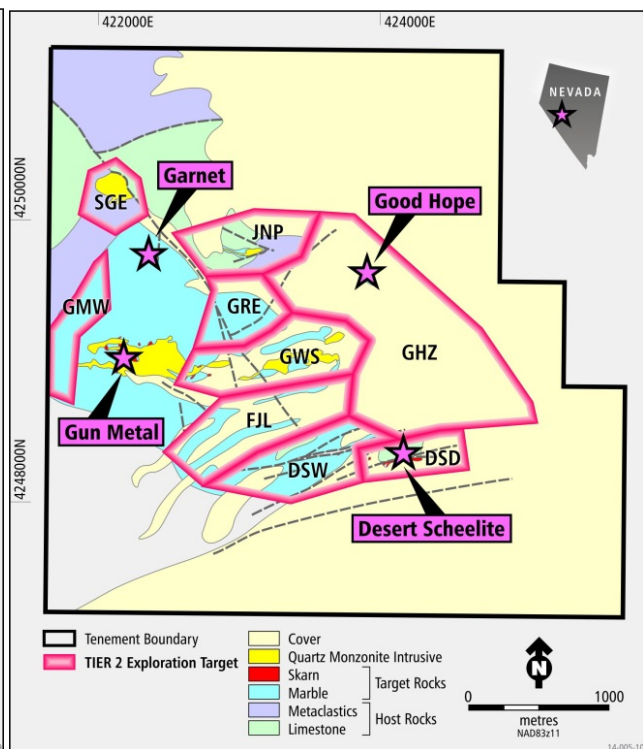 422000E
424000E
NEVADA
4250000N
Garnet
SGE
Good Hope
JNP
GMW
GRE
GWS
GHZ
Gun Metal
FJL
DSW
DSD
4248000N
Desert Scheelite
Tenement Boundary
TIER 2 Exploration Target
Cover
Quartz Monzonite Intrusive
Skarn
Marble
Target Rocks
Metaclastics
Limestone
Host Rocks
N
0
1000
metres
NAD83z11